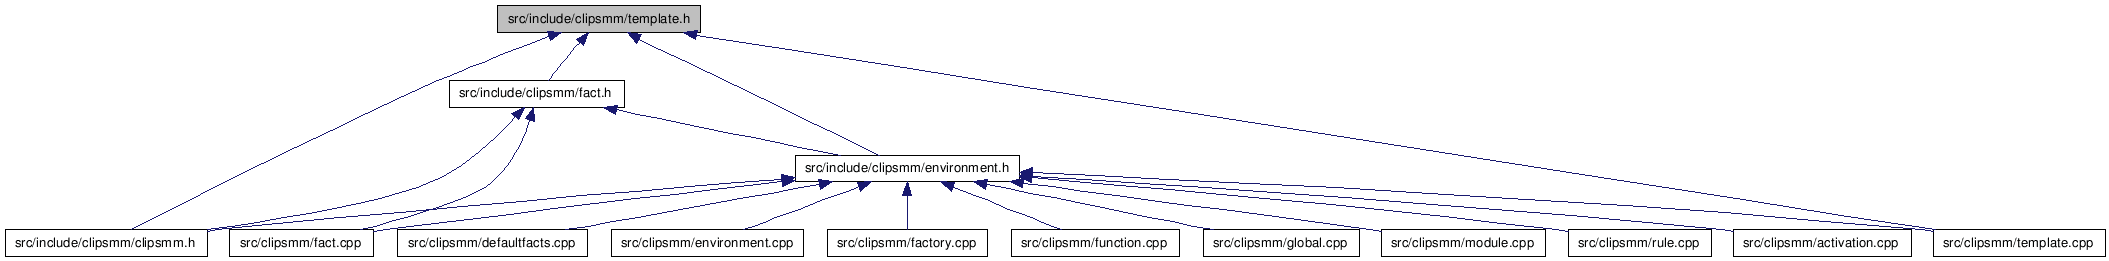 src/include/clipsmm/template.h
src/include/clipsmm/fact.h
src/include/clipsmm/environment.h
src/include/clipsmm/clipsmm.h
src/clipsmm/fact.cpp
src/clipsmm/defaultfacts.cpp
src/clipsmm/environment.cpp
src/clipsmm/factory.cpp
src/clipsmm/function.cpp
src/clipsmm/global.cpp
src/clipsmm/module.cpp
src/clipsmm/rule.cpp
src/clipsmm/activation.cpp
src/clipsmm/template.cpp